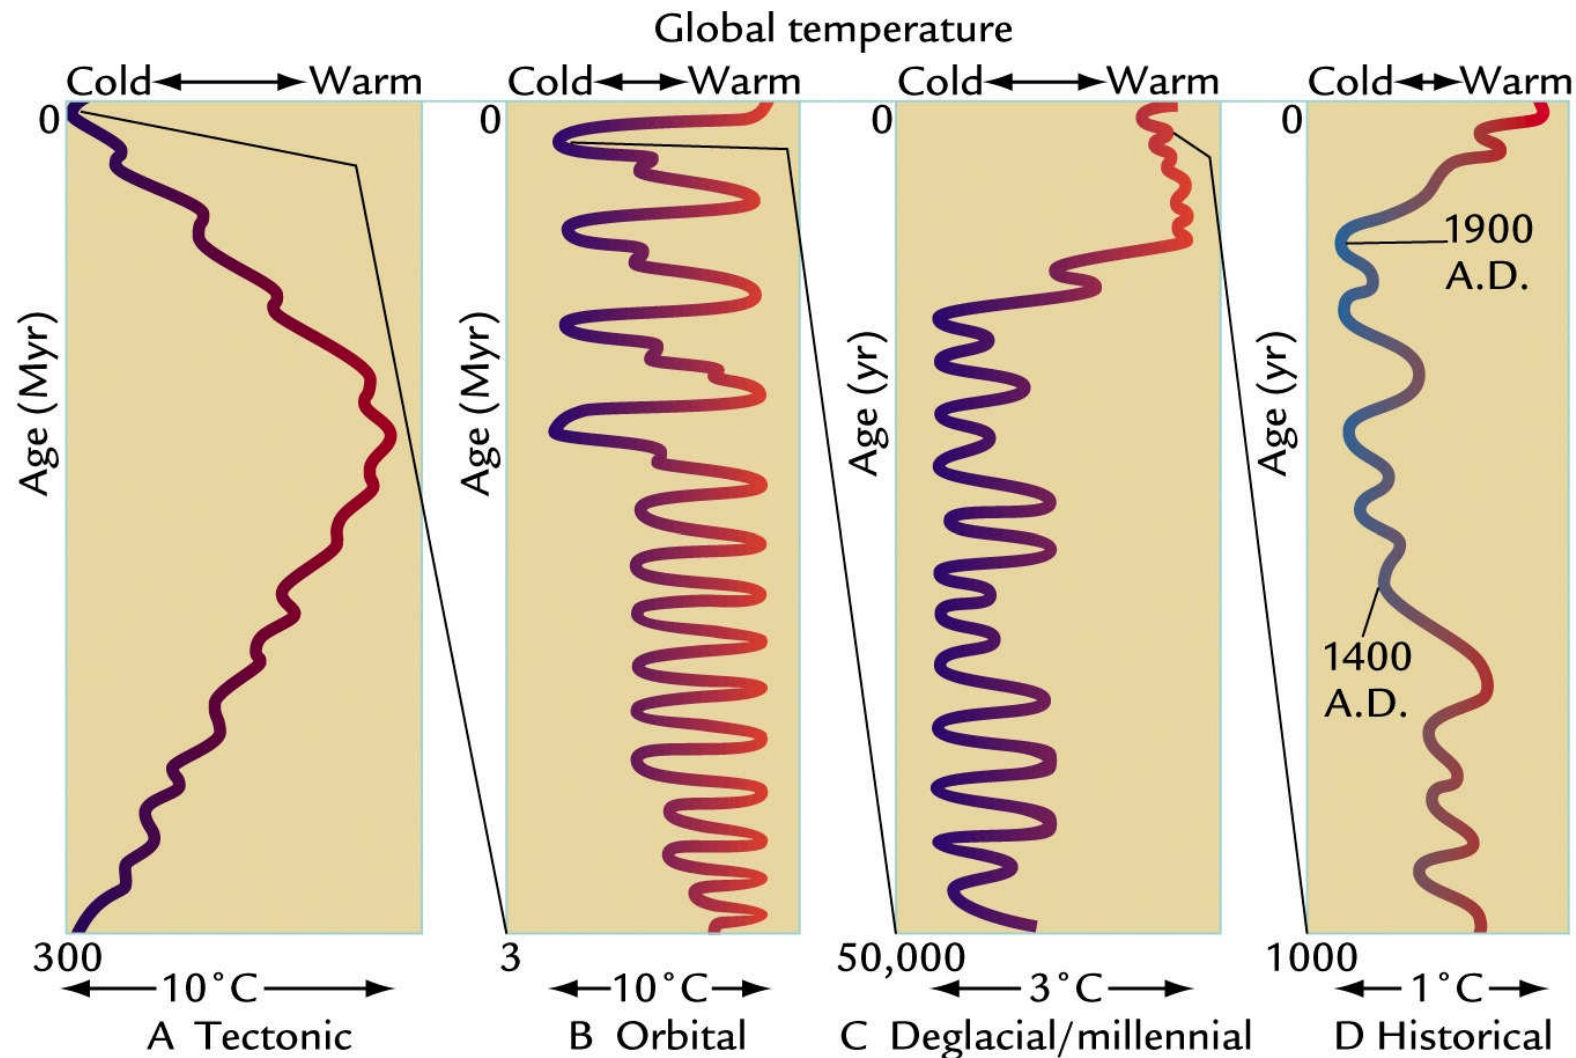 Global temperature
Cold Warm
Cold Warm
Cold Warm
Cold Warm
0
0
0
0
Age (Myr)
Age (Myr)
Age (yr)
Age (yr)
1900
A.D.
1400
A.D.
300
3
50,000
1000
10˚C
10˚C
3˚C
1˚C
A Tectonic
B Orbital
C Deglacial/millennial
D Historical